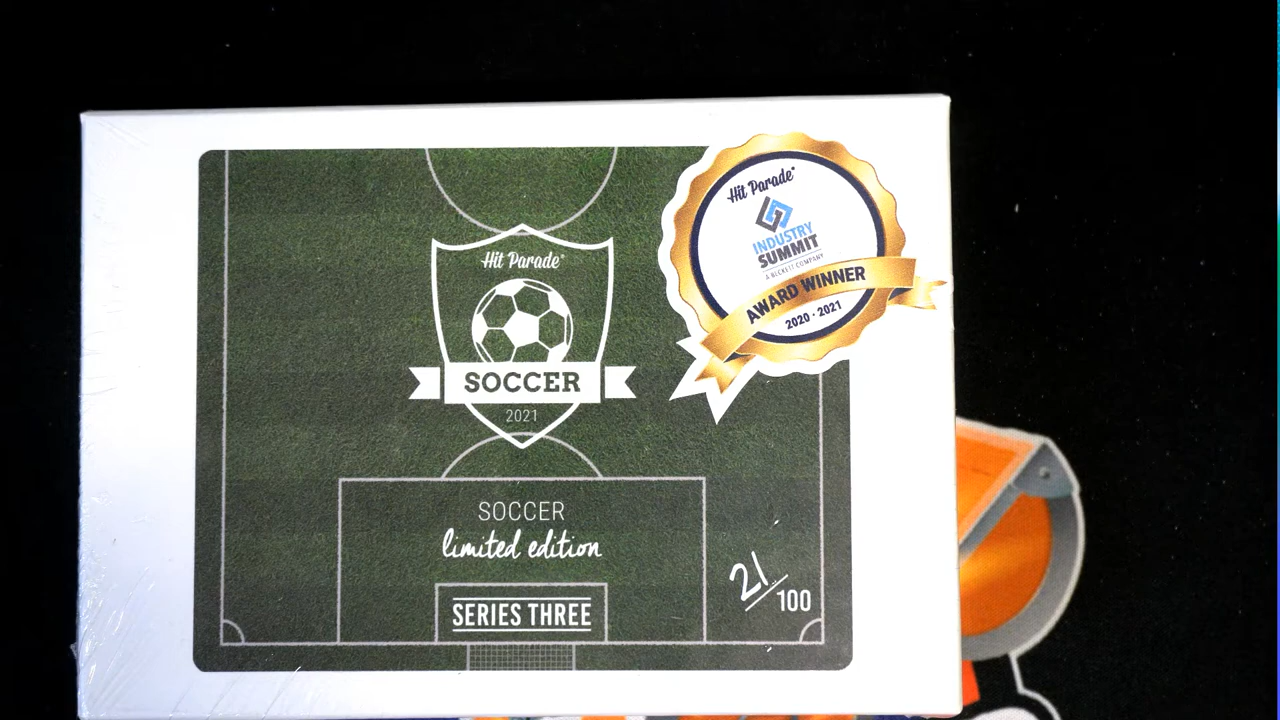 Hit Parade®
INDUSTRY
SUMMIT
A BECKETT COMPANY
AWARD WINNER
2020 - 2021
Hit Parade®
SOCCER
2021
SOCCER
limited edition
SERIES THREE
21/100